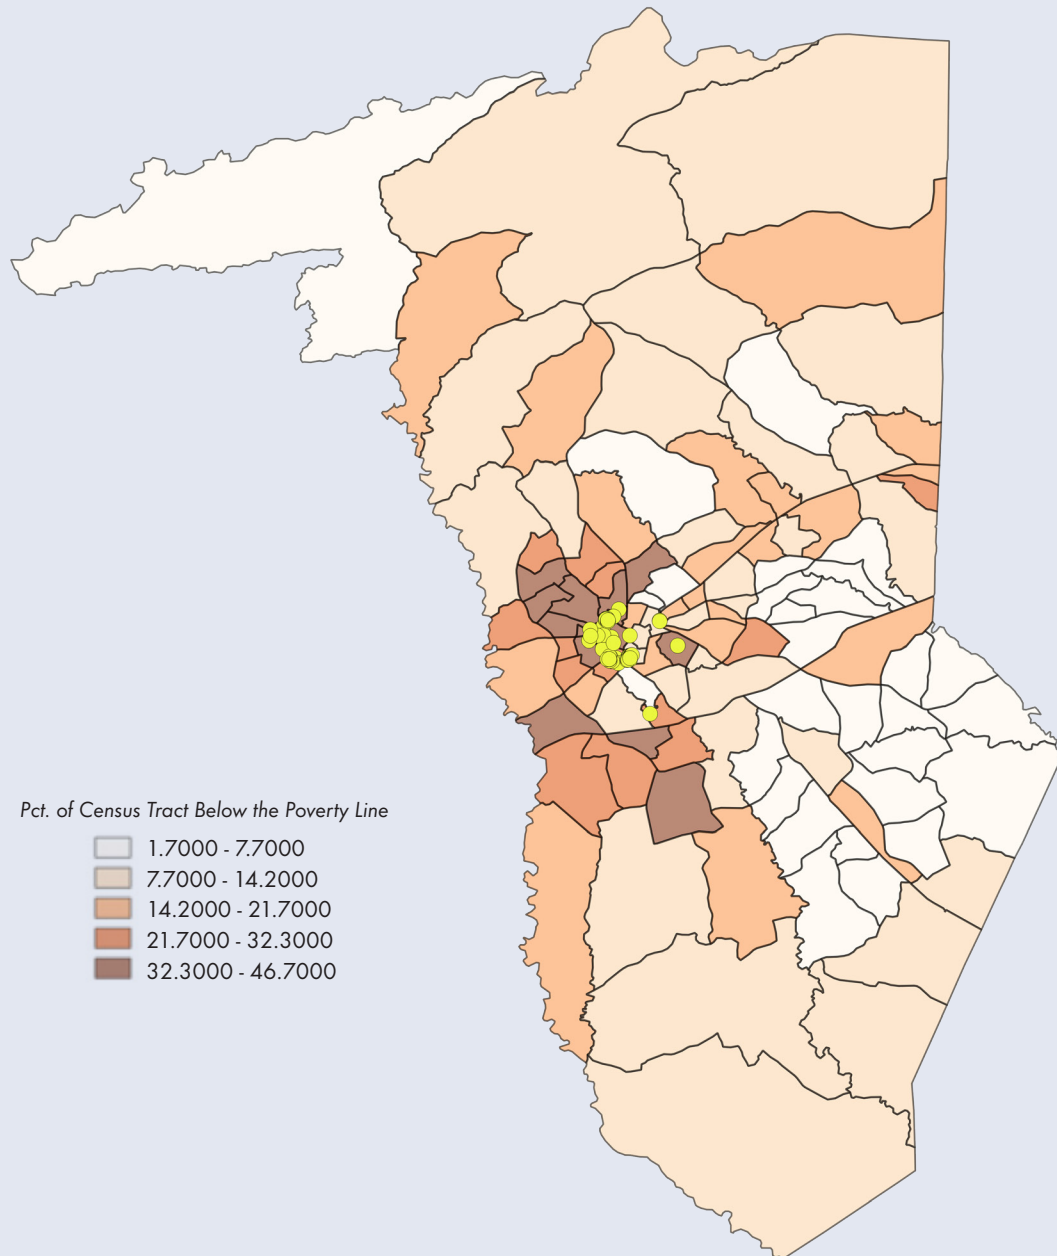 Pct. of Census Tract Below the Poverty Line
1.7000 - 7.7000
7.7000 - 14.2000
14.2000 - 21.7000
21.7000 - 32.3000
32.3000 - 46.7000